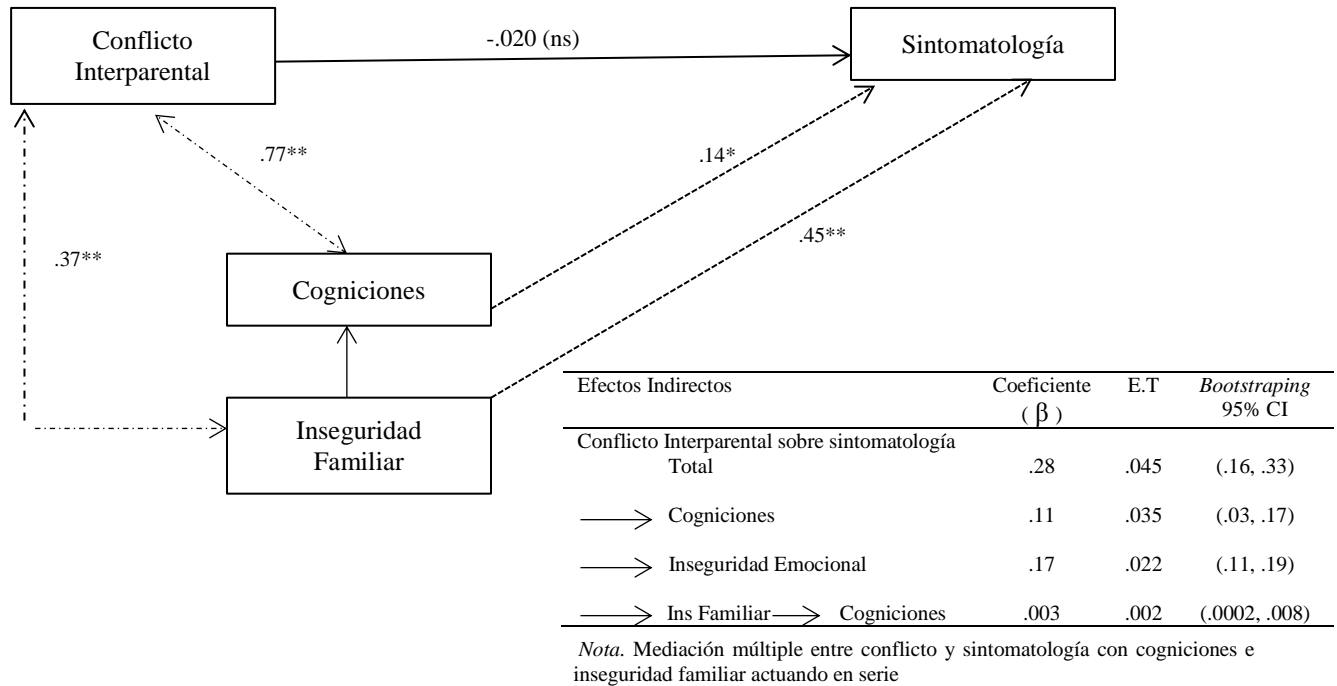 Conflicto
Interparental
-.020 (ns)
Sintomatología
.77**
.14*
.37**
.45**
Cogniciones
Inseguridad
Familiar
Efectos Indirectos Coeficiente E.T Bootstraping
( β ) 95% CI
Conflicto Interparental sobre sintomatología
Total .28 .045 (.16, .33)
Cogniciones .11 .035 (.03, .17)
Inseguridad Emocional .17 .022 (.11, .19)
Ins Familiar Cogniciones .003 .002 (.0002, .008)
Nota. Mediación múltiple entre conflicto y sintomatología con cogniciones e
inseguridad familiar actuando en serie